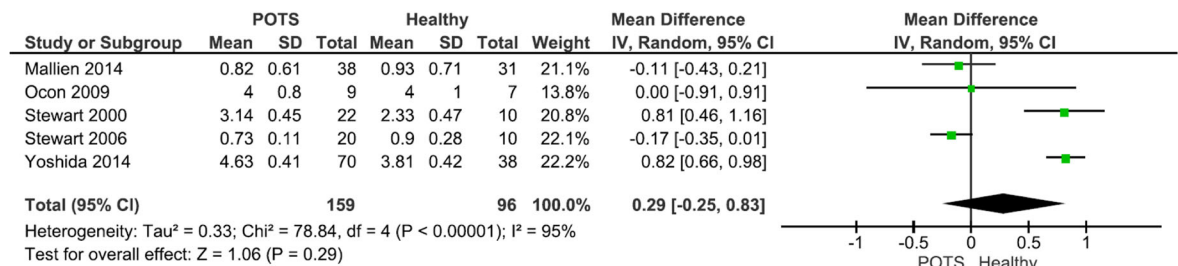 POTS Healthy Mean Difference Mean Difference
Study or Subgroup Mean SD Total Mean SD Total Weight IV, Random, 95% CI IV, Random, 95% CI
Mallien 2014 0.82 0.61 38 0.93 0.71 31 21.1% -0.11 [-0.43, 0.21]
Ocon 2009 4 0.8 9 4 1 7 13.8% 0.00 [-0.91, 0.91]
Stewart 2000 3.14 0.45 22 2.33 0.47 10 20.8% 0.81 [0.46, 1.16]
Stewart 2006 0.73 0.11 20 0.9 0.28 10 22.1% -0.17 [-0.35, 0.01]
Yoshida 2014 4.63 0.41 70 3.81 0.42 38 22.2% 0.82 [0.66, 0.98]
Total (95% CI) 159 96 100.0% 0.29 [-0.25, 0.83]
Heterogeneity: Tau² = 0.33; Chi² = 78.84, df = 4 (P < 0.00001); I² = 95%
Test for overall effect: Z = 1.06 (P = 0.29)
-1 -0.5 0 0.5 1
POTS Healthy